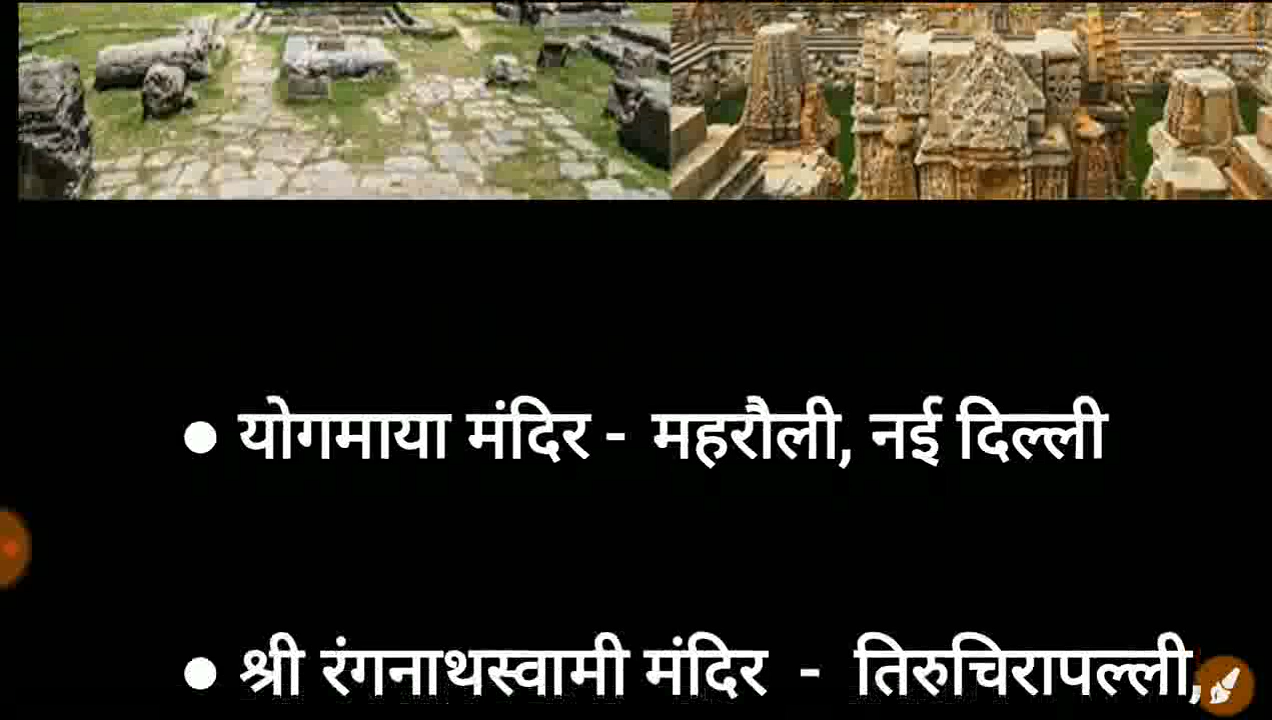 ● योगमाया मंदिर - महरौली, नई दिल्ली
● श्री रंगनाथस्वामी मंदिर - तिरुचिरापल्ली,